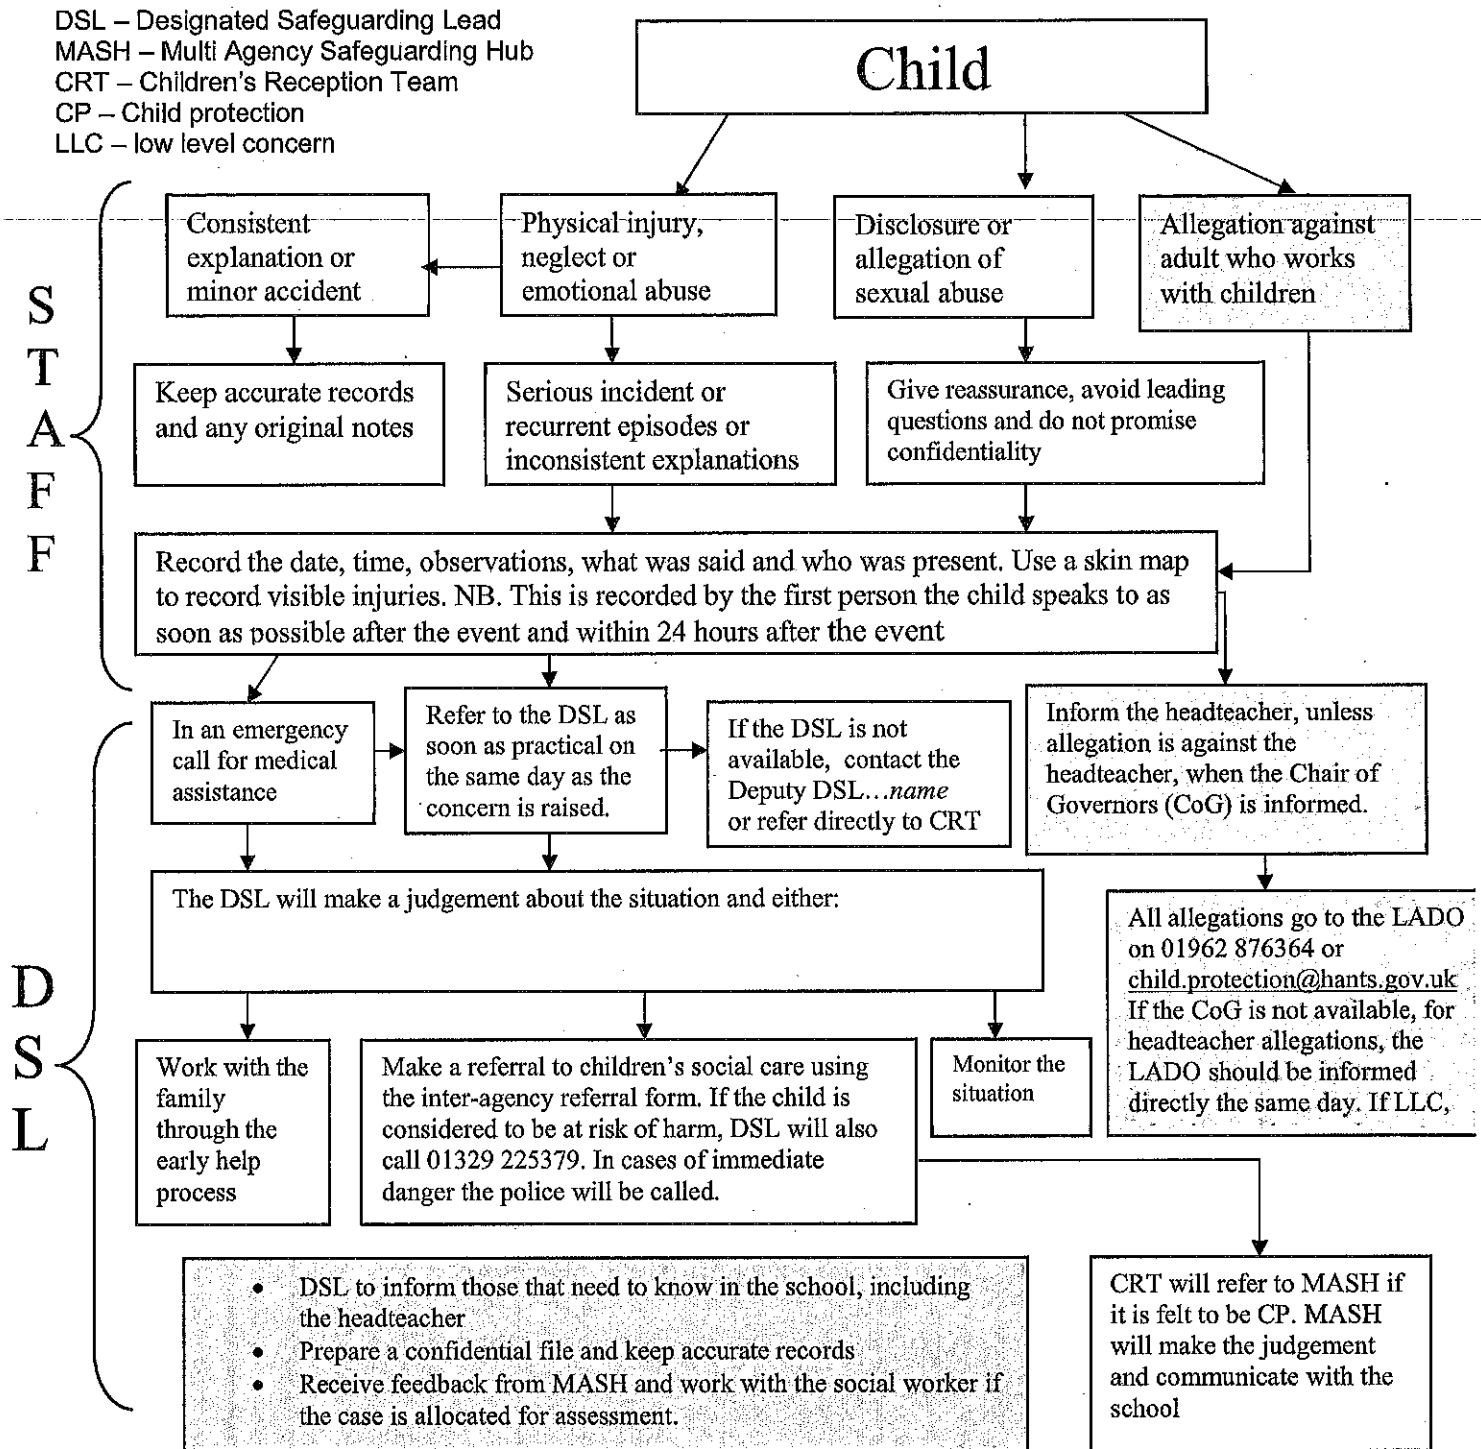 DSL – Designated Safeguarding Lead
MASH – Multi Agency Safeguarding Hub
CRT – Children's Reception Team
CP – Child protection
LLC – low level concern
Child
S
T
A
F
F
Consistent
explanation or
minor accident
Physical injury,
neglect or
emotional abuse
Disclosure or
allegation of
sexual abuse
Allegation against
adult who works
with children
Keep accurate records
and any original notes
Serious incident or
recurrent episodes or
inconsistent explanations
Give reassurance, avoid leading
questions and do not promise
confidentiality
Record the date, time, observations, what was said and who was present. Use a skin map
to record visible injuries. NB. This is recorded by the first person the child speaks to as
soon as possible after the event and within 24 hours after the event
D
S
L
In an emergency
call for medical
assistance
Refer to the DSL as
soon as practical on
the same day as the
concern is raised.
If the DSL is not
available, contact the
Deputy DSL...name
or refer directly to CRT
Inform the headteacher, unless
allegation is against the
headteacher, when the Chair of
Governors (CoG) is informed.
The DSL will make a judgement about the situation and either:
All allegations go to the LADO
on 01962 876364 or
child.protection@hants.gov.uk
If the CoG is not available, for
headteacher allegations, the
LADO should be informed
directly the same day. If LLC,
Work with the
family
through the
early help
process
Make a referral to children's social care using
the inter-agency referral form. If the child is
considered to be at risk of harm, DSL will also
call 01329 225379. In cases of immediate
danger the police will be called.
Monitor the
situation
• DSL to inform those that need to know in the school, including
the headteacher
• Prepare a confidential file and keep accurate records
• Receive feedback from MASH and work with the social worker if
the case is allocated for assessment.
CRT will refer to MASH if
it is felt to be CP. MASH
will make the judgement
and communicate with the
school